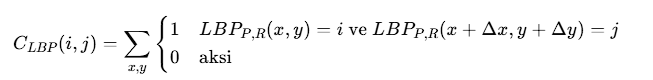 C_{LBP}(i,j) = \sum_{x,y} \begin{cases} 1 & LBP_{P,R}(x,y) = i \text{ ve } LBP_{P,R}(x + \Delta x, y + \Delta y) = j \\ 0 & \text{aksi} \end{cases}